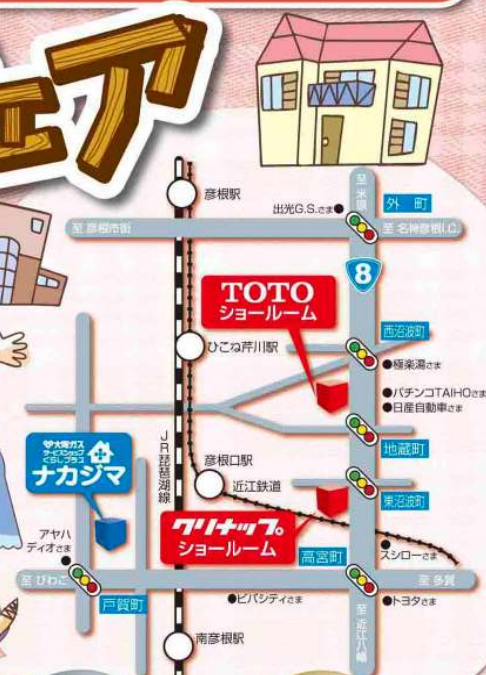 ェア
彦根駅
至 米原
外 町
出光G.S.さま
至 彦根市街
至 名神彦根I.C.
8
TOTO
ショールーム
西沼波町
ひこね芹川駅
極楽湯さま
パチンコTAIHOさま
日産自動車さま
地蔵町
JR琵琶湖線
大阪ガス
サービスショップ
くらしプラス
ナカジマ
彦根口駅
近江鉄道
東沼波町
クリナップ
ショールーム
アヤハ
ディオさま
高宮町
スシローさま
至 びわこ
至 多賀
戸賀町
ビバシティさま
トヨタさま
至 近江八幡
南彦根駅